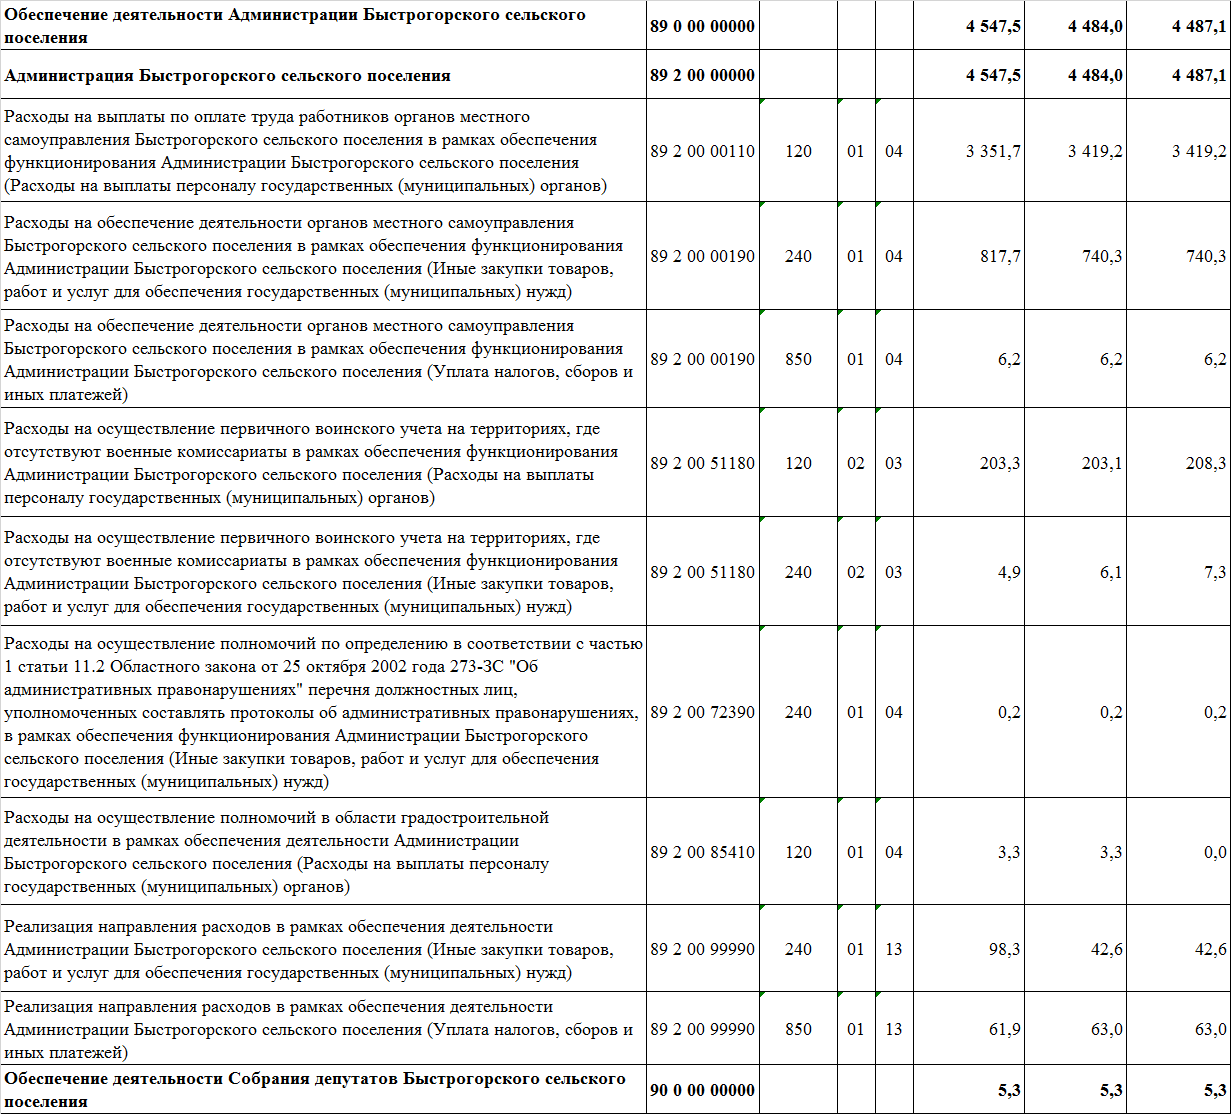 Обеспечение деятельности Администрации Быстрогорского сельского
поселения
89 0 00 00000 4 547,5 4 484,0 4 487,1
Администрация Быстрогорского сельского поселения 89 2 00 00000 4 547,5 4 484,0 4 487,1
Расходы на выплаты по оплате труда работников органов местного
самоуправления Быстрогорского сельского поселения в рамках обеспечения
функционирования Администрации Быстрогорского сельского поселения
(Расходы на выплаты персоналу государственных (муниципальных) органов)
89 2 00 00110 120 01 04 3 351,7 3 419,2 3 419,2
Расходы на обеспечение деятельности органов местного самоуправления
Быстрогорского сельского поселения в рамках обеспечения функционирования
Администрации Быстрогорского сельского поселения (Иные закупки товаров,
работ и услуг для обеспечения государственных (муниципальных) нужд)
89 2 00 00190 240 01 04 817,7 740,3 740,3
Расходы на обеспечение деятельности органов местного самоуправления
Быстрогорского сельского поселения в рамках обеспечения функционирования
Администрации Быстрогорского сельского поселения (Уплата налогов, сборов и
иных платежей)
89 2 00 00190 850 01 04 6,2 6,2 6,2
Расходы на осуществление первичного воинского учета на территориях, где
отсутствуют военные комиссариаты в рамках обеспечения функционирования
Администрации Быстрогорского сельского поселения (Расходы на выплаты
персоналу государственных (муниципальных) органов)
89 2 00 51180 120 02 03 203,3 203,1 208,3
Расходы на осуществление первичного воинского учета на территориях, где
отсутствуют военные комиссариаты в рамках обеспечения функционирования
Администрации Быстрогорского сельского поселения (Иные закупки товаров,
работ и услуг для обеспечения государственных (муниципальных) нужд)
89 2 00 51180 240 02 03 4,9 6,1 7,3
Расходы на осуществление полномочий по определению в соответствии с частью
1 статьи 11.2 Областного закона от 25 октября 2002 года 273-ЗС "Об
административных правонарушениях" перечня должностных лиц,
уполномоченных составлять протоколы об административных правонарушениях,
в рамках обеспечения функционирования Администрации Быстрогорского
сельского поселения (Иные закупки товаров, работ и услуг для обеспечения
государственных (муниципальных) нужд)
89 2 00 72390 240 01 04 0,2 0,2 0,2
Расходы на осуществление полномочий в области градостроительной
деятельности в рамках обеспечения деятельности Администрации
Быстрогорского сельского поселения (Расходы на выплаты персоналу
государственных (муниципальных) органов)
89 2 00 85410 120 01 04 3,3 3,3 0,0
Реализация направления расходов в рамках обеспечения деятельности
Администрации Быстрогорского сельского поселения (Иные закупки товаров,
работ и услуг для обеспечения государственных (муниципальных) нужд)
89 2 00 99990 240 01 13 98,3 42,6 42,6
Реализация направления расходов в рамках обеспечения деятельности
Администрации Быстрогорского сельского поселения (Уплата налогов, сборов и
иных платежей)
89 2 00 99990 850 01 13 61,9 63,0 63,0
Обеспечение деятельности Собрания депутатов Быстрогорского сельского
поселения
90 0 00 00000 5,3 5,3 5,3